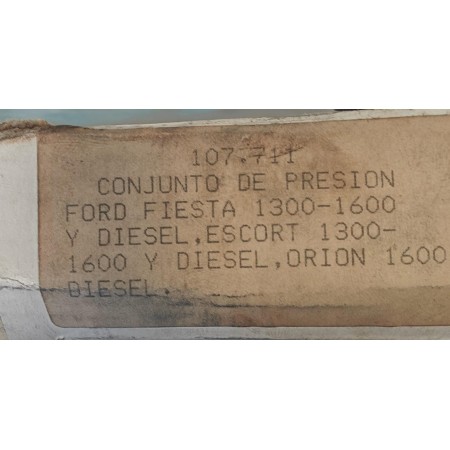 107.711
CONJUNTO DE PRESION
FORD FIESTA 1300-1600
Y DIESEL,ESCORT 1300-
1600 Y DIESEL,ORION 1600
DIESEL.